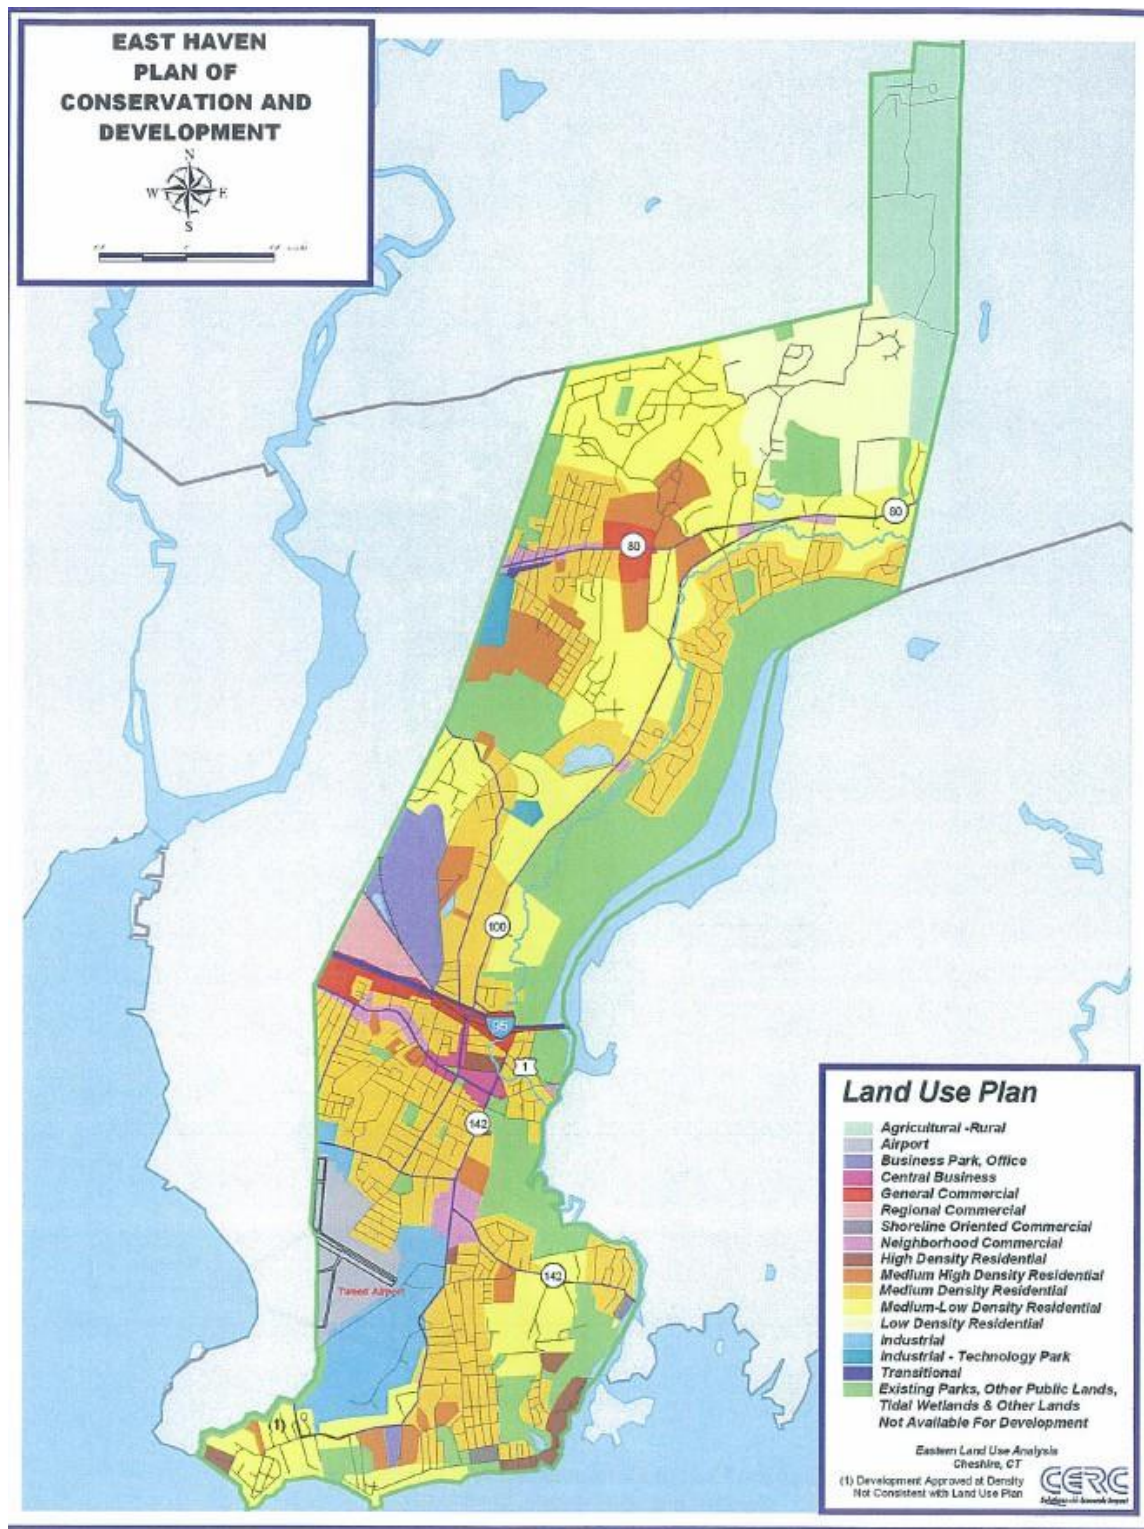 EAST HAVEN
PLAN OF
CONSERVATION AND
DEVELOPMENT
N
W E
S
80
80
100
95
1
142
142
Tweed Airport
(1)
Land Use Plan
Agricultural -Rural
Airport
Business Park, Office
Central Business
General Commercial
Regional Commercial
Shoreline Oriented Commercial
Neighborhood Commercial
High Density Residential
Medium High Density Residential
Medium Density Residential
Medium-Low Density Residential
Low Density Residential
Industrial
Industrial - Technology Park
Transitional
Existing Parks, Other Public Lands,
Tidal Wetlands & Other Lands
Not Available For Development
Eastern Land Use Analysis
Cheshire, CT
(1) Development Approved at Density
Not Consistent with Land Use Plan
CERC